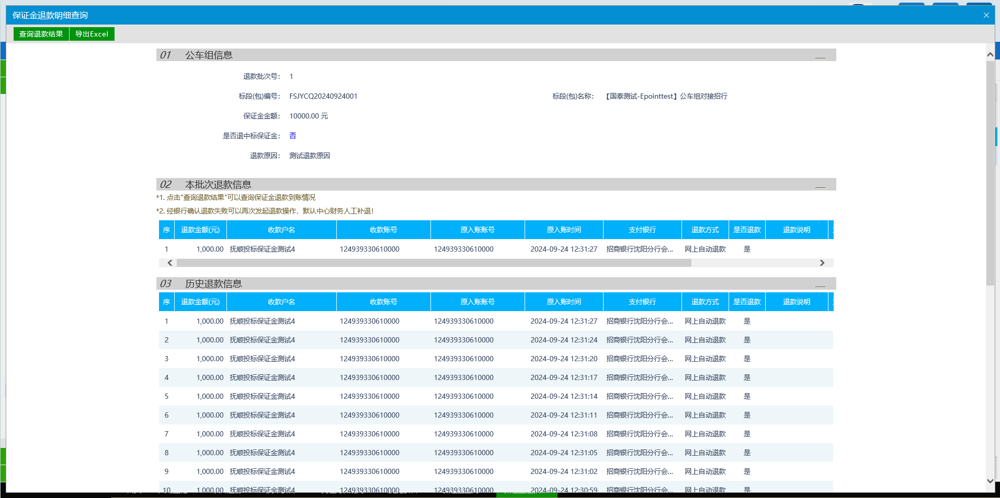 保证金退款明细查询
查询退款结果 导出Excel
01 公车组信息
退款批次号： 1
标段(包)编号： FSJYCQ20240924001 标段(包)名称： 【国泰测试-Epointtest】公车组对接招行
保证金金额： 10000.00 元
是否退中标保证金： 否
退款原因： 测试退款原因
02 本批次退款信息
*1. 点击"查询退款结果"可以查询保证金退款到账情况
*2. 经银行确认退款失败可以再次发起退款操作，默认中心财务人工补退！
序 退款金额(元) 收款户名 收款账号 原入账账号 原入账时间 支付银行 退款方式 是否退款 退款说明
1 1,000.00 抚顺投标保证金测试4 124939330610000 124939330610000 2024-09-24 12:31:27 招商银行沈阳分行会... 网上自动退款 是
03 历史退款信息
序 退款金额(元) 收款户名 收款账号 原入账账号 原入账时间 支付银行 退款方式 是否退款 退款说明
1 1,000.00 抚顺投标保证金测试4 124939330610000 124939330610000 2024-09-24 12:31:27 招商银行沈阳分行会... 网上自动退款 是
2 1,000.00 抚顺投标保证金测试4 124939330610000 124939330610000 2024-09-24 12:31:24 招商银行沈阳分行会... 网上自动退款 是
3 1,000.00 抚顺投标保证金测试4 124939330610000 124939330610000 2024-09-24 12:31:20 招商银行沈阳分行会... 网上自动退款 是
4 1,000.00 抚顺投标保证金测试4 124939330610000 124939330610000 2024-09-24 12:31:17 招商银行沈阳分行会... 网上自动退款 是
5 1,000.00 抚顺投标保证金测试4 124939330610000 124939330610000 2024-09-24 12:31:14 招商银行沈阳分行会... 网上自动退款 是
6 1,000.00 抚顺投标保证金测试4 124939330610000 124939330610000 2024-09-24 12:31:11 招商银行沈阳分行会... 网上自动退款 是
7 1,000.00 抚顺投标保证金测试4 124939330610000 124939330610000 2024-09-24 12:31:08 招商银行沈阳分行会... 网上自动退款 是
8 1,000.00 抚顺投标保证金测试4 124939330610000 124939330610000 2024-09-24 12:31:05 招商银行沈阳分行会... 网上自动退款 是
9 1,000.00 抚顺投标保证金测试4 124939330610000 124939330610000 2024-09-24 12:31:02 招商银行沈阳分行会... 网上自动退款 是
10 1,000.00 抚顺投标保证金测试4 124939330610000 124939330610000 2024-09-24 12:30:59 招商银行沈阳分行会... 网上自动退款 是